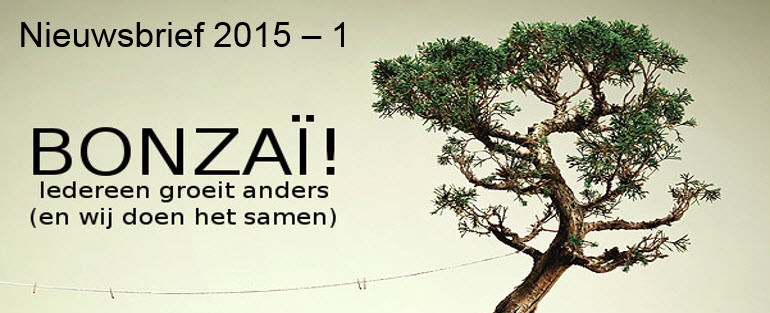 Nieuwsbrief 2015 – 1
BONZAÏ!
Iedereen groeit anders
(en wij doen het samen)